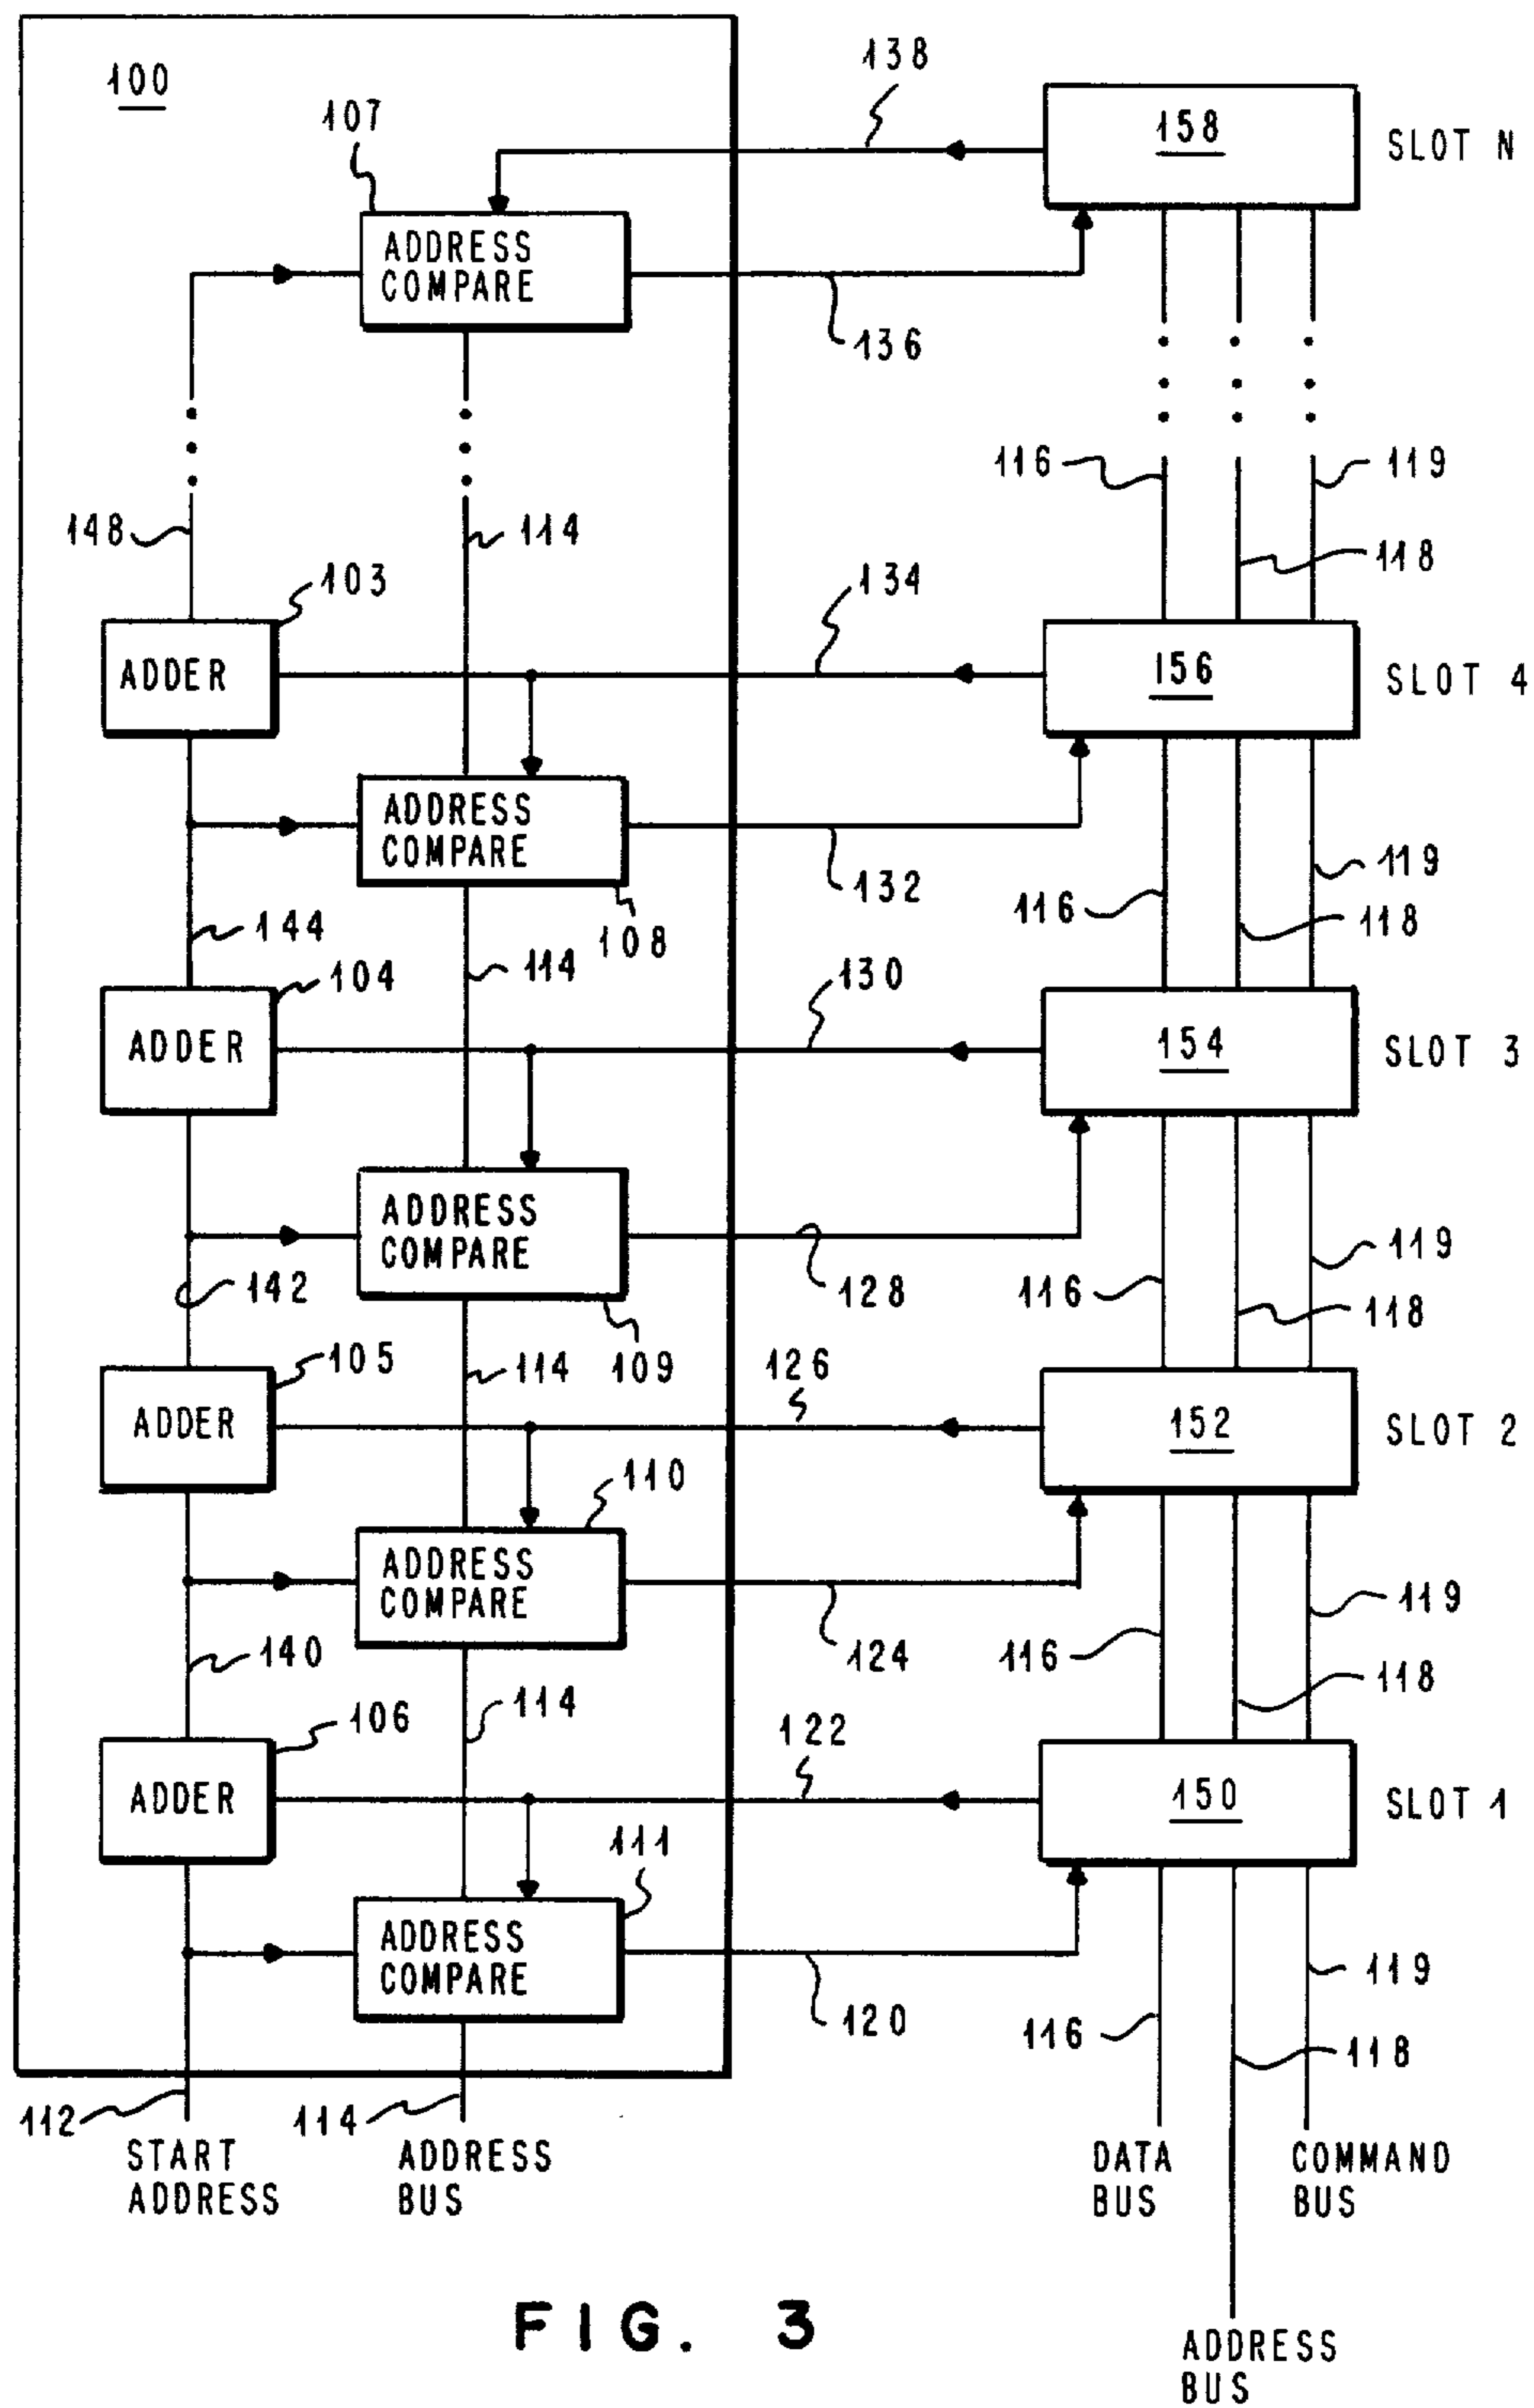 100
138
107
158
SLOT N
ADDRESS
COMPARE
136
116
119
148
114
118
103
134
ADDER
156
SLOT 4
ADDRESS
COMPARE
132
119
116
118
144
108
114
104
130
ADDER
154
SLOT 3
ADDRESS
COMPARE
128
119
142
116
118
105
114
109
126
ADDER
152
SLOT 2
110
ADDRESS
COMPARE
124
119
140
116
118
114
106
122
ADDER
150
SLOT 1
111
ADDRESS
COMPARE
120
119
116
118
112
114
START
ADDRESS
ADDRESS
BUS
DATA
BUS
COMMAND
BUS
FIG. 3
ADDRESS
BUS